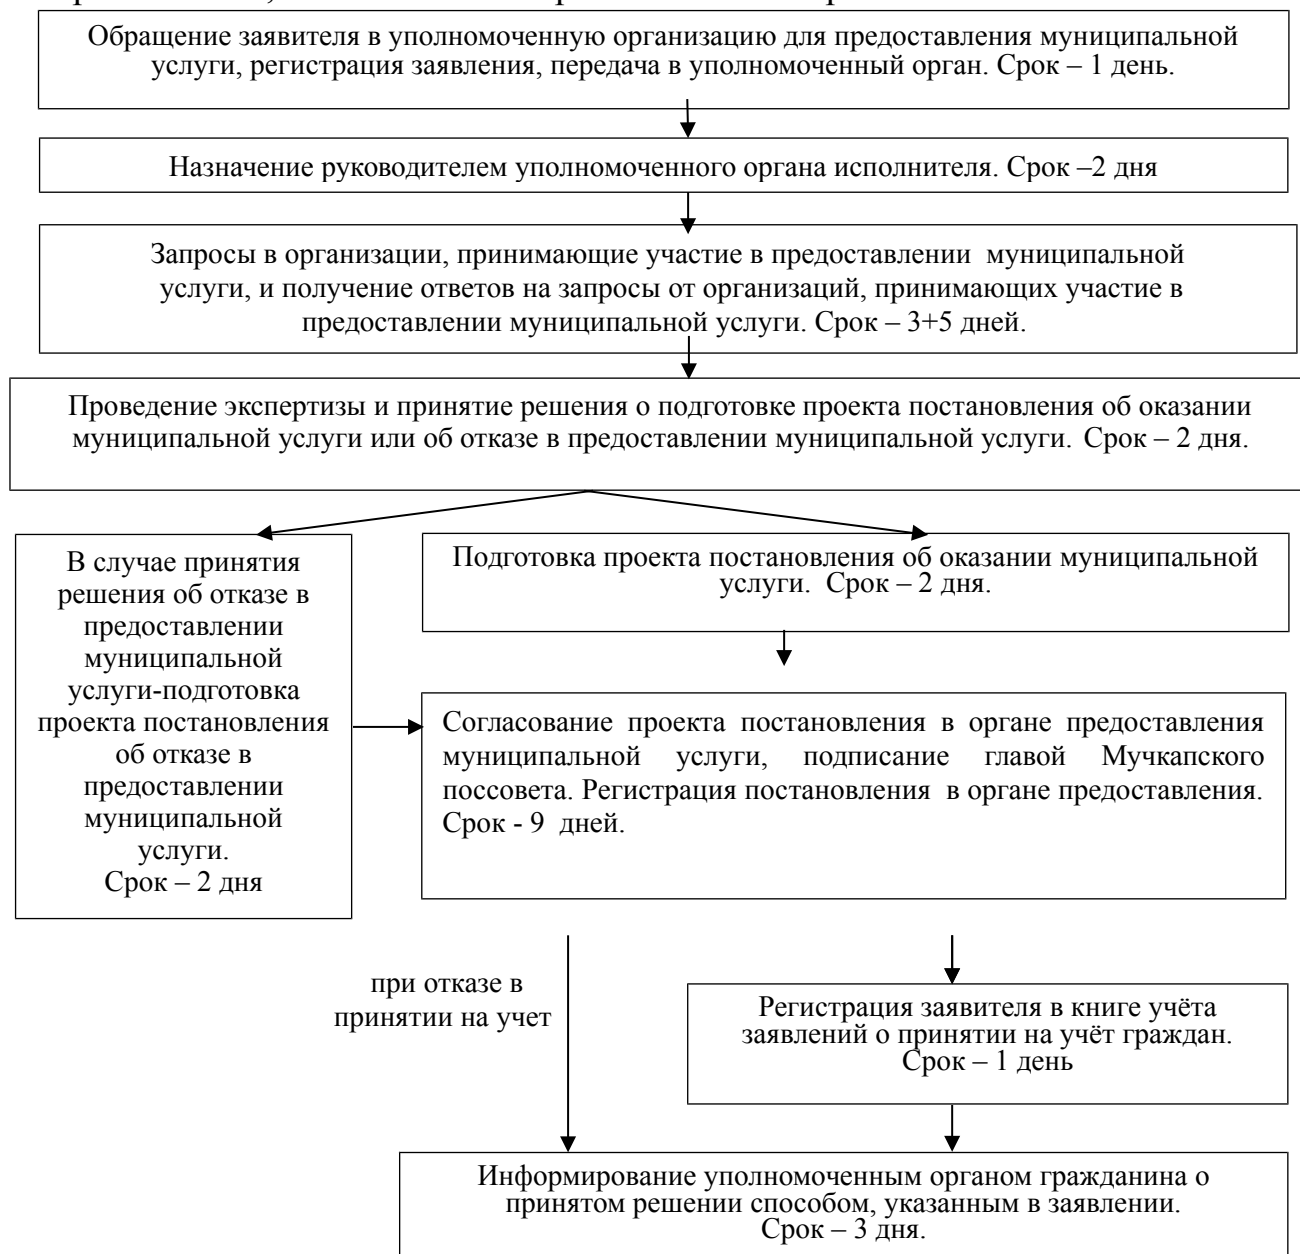 Обращение заявителя в уполномоченную организацию для предоставления муниципальной
услуги, регистрация заявления, передача в уполномоченный орган. Срок – 1 день.
Назначение руководителем уполномоченного органа исполнителя. Срок –2 дня
Запросы в организации, принимающие участие в предоставлении муниципальной
услуги, и получение ответов на запросы от организаций, принимающих участие в
предоставлении муниципальной услуги. Срок – 3+5 дней.
Проведение экспертизы и принятие решения о подготовке проекта постановления об оказании
муниципальной услуги или об отказе в предоставлении муниципальной услуги. Срок – 2 дня.
В случае принятия
решения об отказе в
предоставлении
муниципальной
услуги-подготовка
проекта постановления
об отказе в
предоставлении
муниципальной
услуги.
Срок – 2 дня
Подготовка проекта постановления об оказании муниципальной
услуги. Срок – 2 дня.
Согласование проекта постановления в органе предоставления
муниципальной услуги, подписание главой Мучкапского
поссовета. Регистрация постановления в органе предоставления.
Срок - 9 дней.
при отказе в
принятии на учет
Регистрация заявителя в книге учёта
заявлений о принятии на учёт граждан.
Срок – 1 день
Информирование уполномоченным органом гражданина о
принятом решении способом, указанным в заявлении.
Срок – 3 дня.